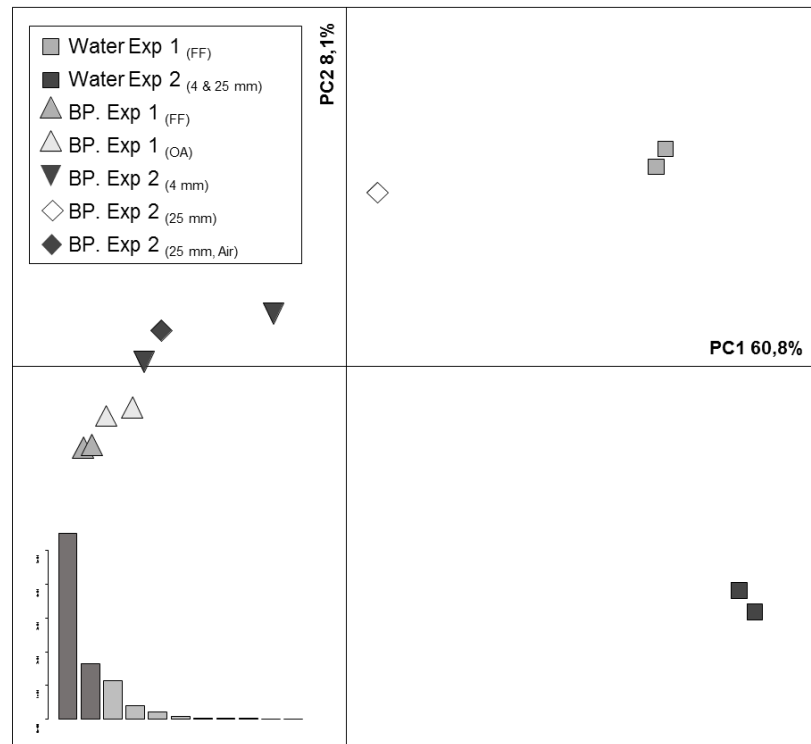 Water Exp 1 (FF)
Water Exp 2 (4 & 25 mm)
BP. Exp 1 (FF)
BP. Exp 1 (OA)
BP. Exp 2 (4 mm)
BP. Exp 2 (25 mm)
BP. Exp 2 (25 mm, Air)
PC2 8,1%
PC1 60,8%